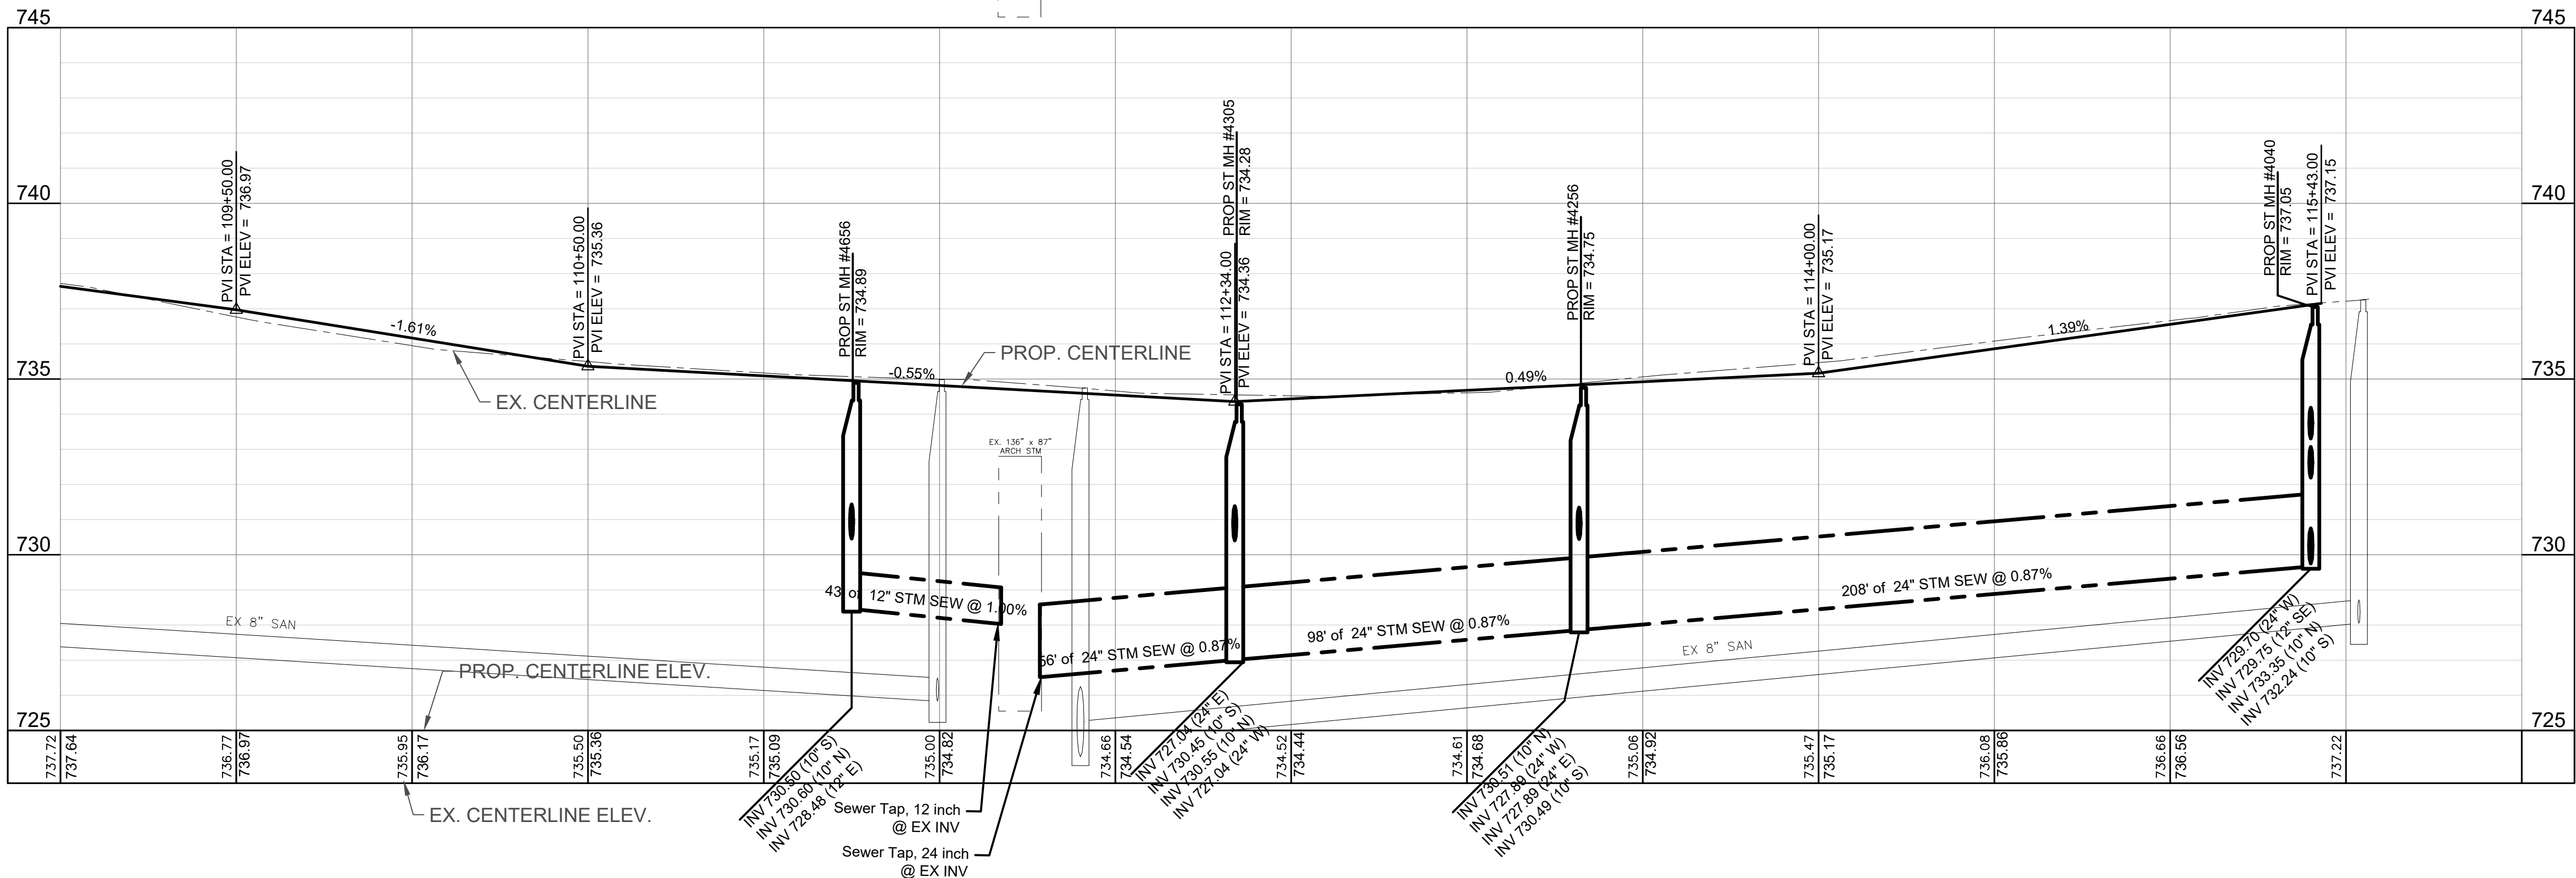 745
745
740
740
735
735
730
730
725
725
PVI STA = 109+50.00
PVI ELEV = 736.97
-1.61%
EX. CENTERLINE
PVI STA = 110+50.00
PVI ELEV = 735.36
PROP ST MH #4656
RIM = 734.89
-0.55%
PROP. CENTERLINE
EX. 136" x 87"
ARCH STM
PROP ST MH #4305
RIM = 734.28
PVI STA = 112+34.00
PVI ELEV = 734.36
0.49%
PROP ST MH #4256
RIM = 734.75
PVI STA = 114+00.00
PVI ELEV = 735.17
1.39%
PROP ST MH #4040
RIM = 737.05
PVI STA = 115+43.00
PVI ELEV = 737.15
43' of 12" STM SEW @ 1.00%
56' of 24" STM SEW @ 0.87%
98' of 24" STM SEW @ 0.87%
208' of 24" STM SEW @ 0.87%
EX 8" SAN
EX 8" SAN
PROP. CENTERLINE ELEV.
INV 730.50 (10" S)
INV 730.60 (10" N)
INV 728.48 (12" E)
INV 727.04 (24" E)
INV 730.45 (10" S)
INV 730.55 (10" N)
INV 727.04 (24" W)
INV 730.51 (10" N)
INV 727.89 (24" W)
INV 727.89 (24" E)
INV 730.49 (10" S)
INV 729.70 (24" W)
INV 729.75 (12" SE)
INV 733.35 (10" N)
INV 732.24 (10" S)
737.72
737.64
736.77
736.97
735.95
736.17
735.50
735.36
735.17
735.09
735.00
734.82
734.66
734.54
734.52
734.44
734.61
734.68
735.06
734.92
735.47
735.17
736.08
735.86
736.66
736.56
737.22
EX. CENTERLINE ELEV.
Sewer Tap, 12 inch
@ EX INV
Sewer Tap, 24 inch
@ EX INV